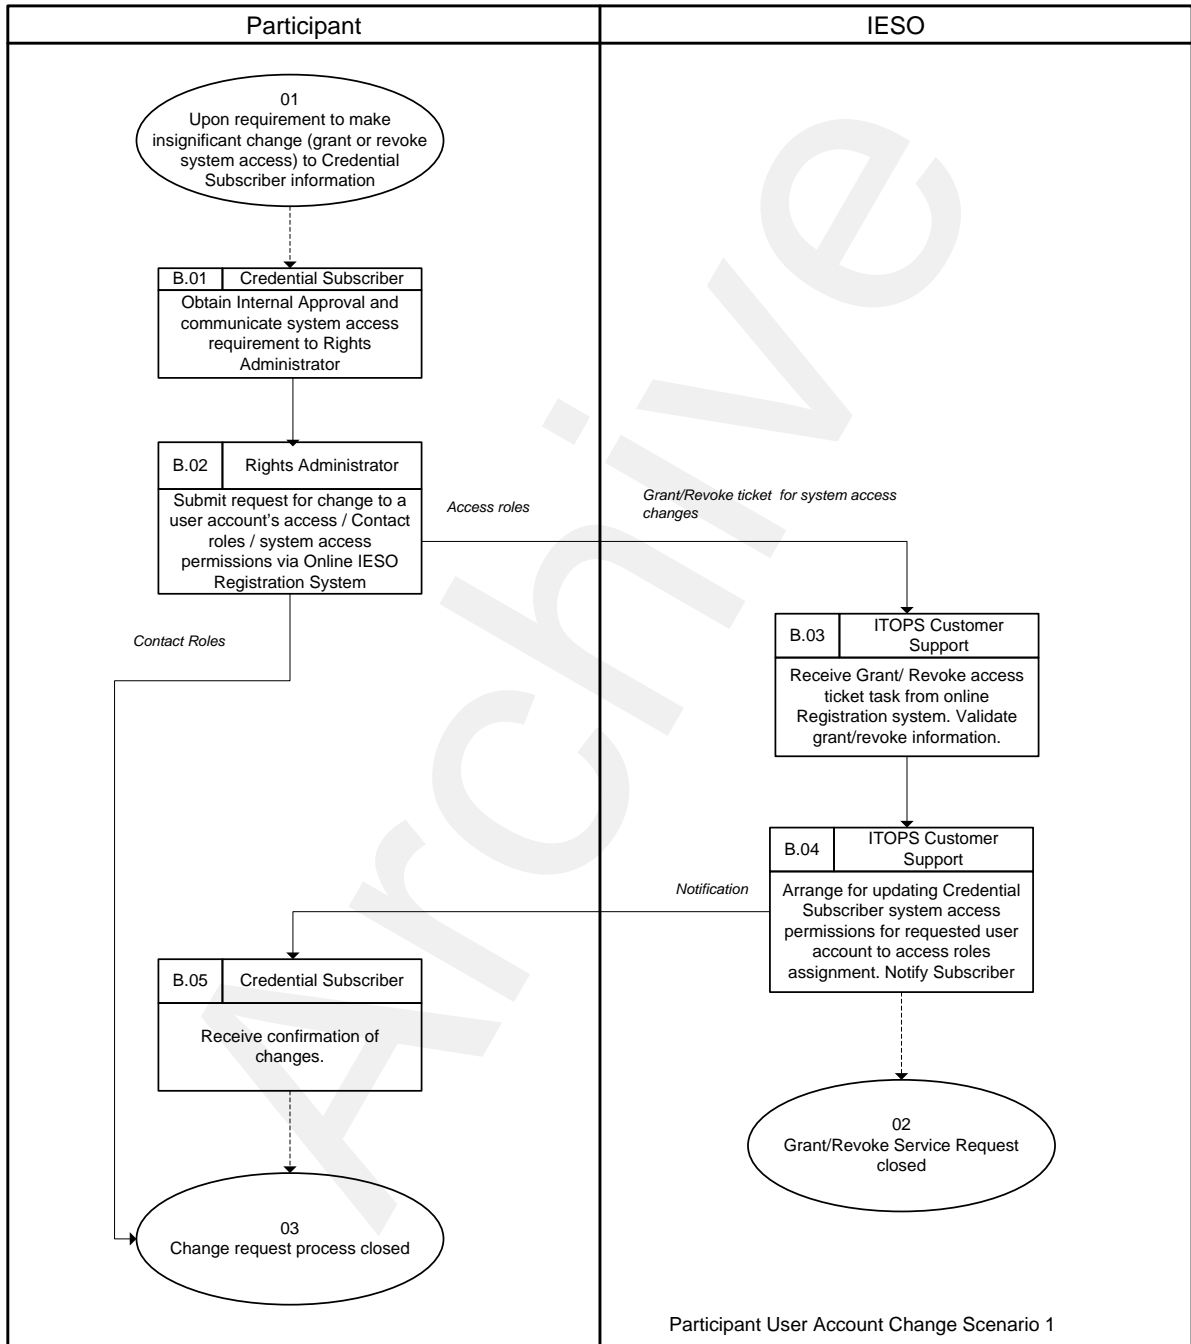 Participant
IESO
01
Upon requirement to make
insignificant change (grant or revoke
system access) to Credential
Subscriber information
B.01
Credential Subscriber
Obtain Internal Approval and
communicate system access
requirement to Rights
Administrator
B.02
Rights Administrator
Submit request for change to a
user account's access / Contact
roles / system access
permissions via Online IESO
Registration System
Access roles
Grant/Revoke ticket for system access
changes
Contact Roles
B.03
ITOPS Customer
Support
Receive Grant/ Revoke access
ticket task from online
Registration system. Validate
grant/revoke information.
B.04
ITOPS Customer
Support
Arrange for updating Credential
Subscriber system access
permissions for requested user
account to access roles
assignment. Notify Subscriber
Notification
B.05
Credential Subscriber
Receive confirmation of
changes.
02
Grant/Revoke Service Request
closed
03
Change request process closed
Participant User Account Change Scenario 1
Archive